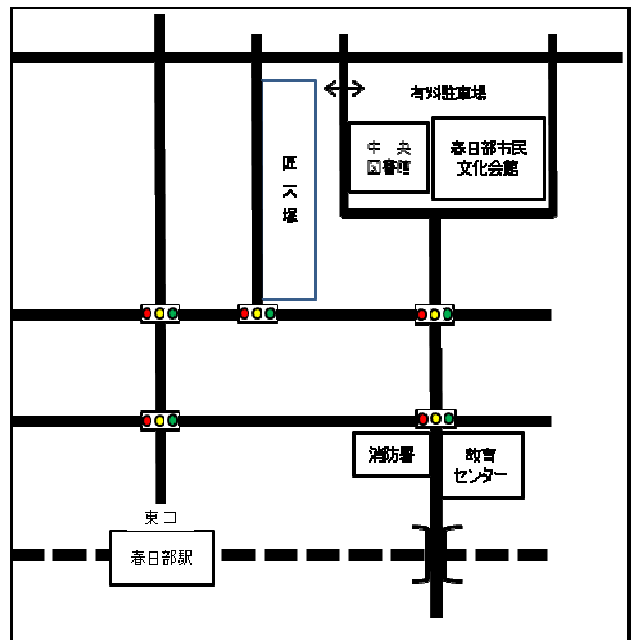 有料駐車場
中央
図書館
春日部市民
文化会館
匠大塚
消防署
教育
センター
東口
春日部駅